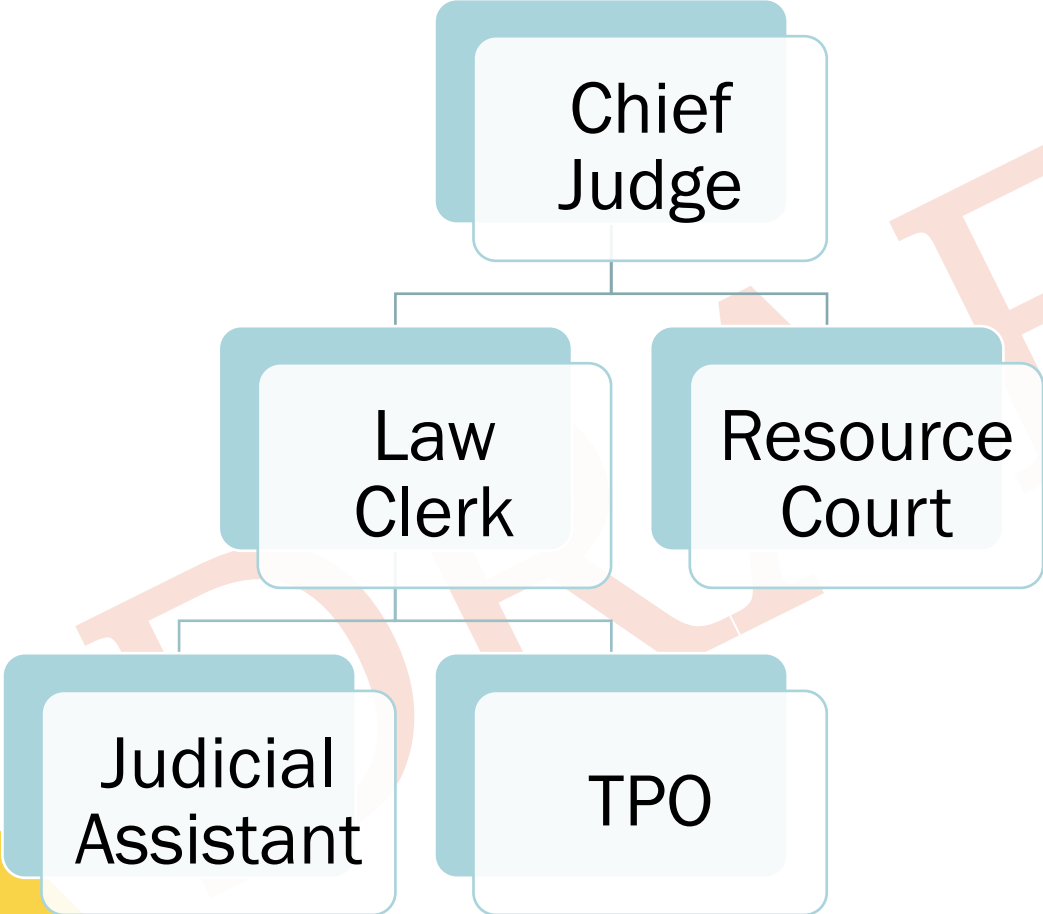 Chief
Judge
Law
Clerk
Resource
Court
Judicial
Assistant
TPO